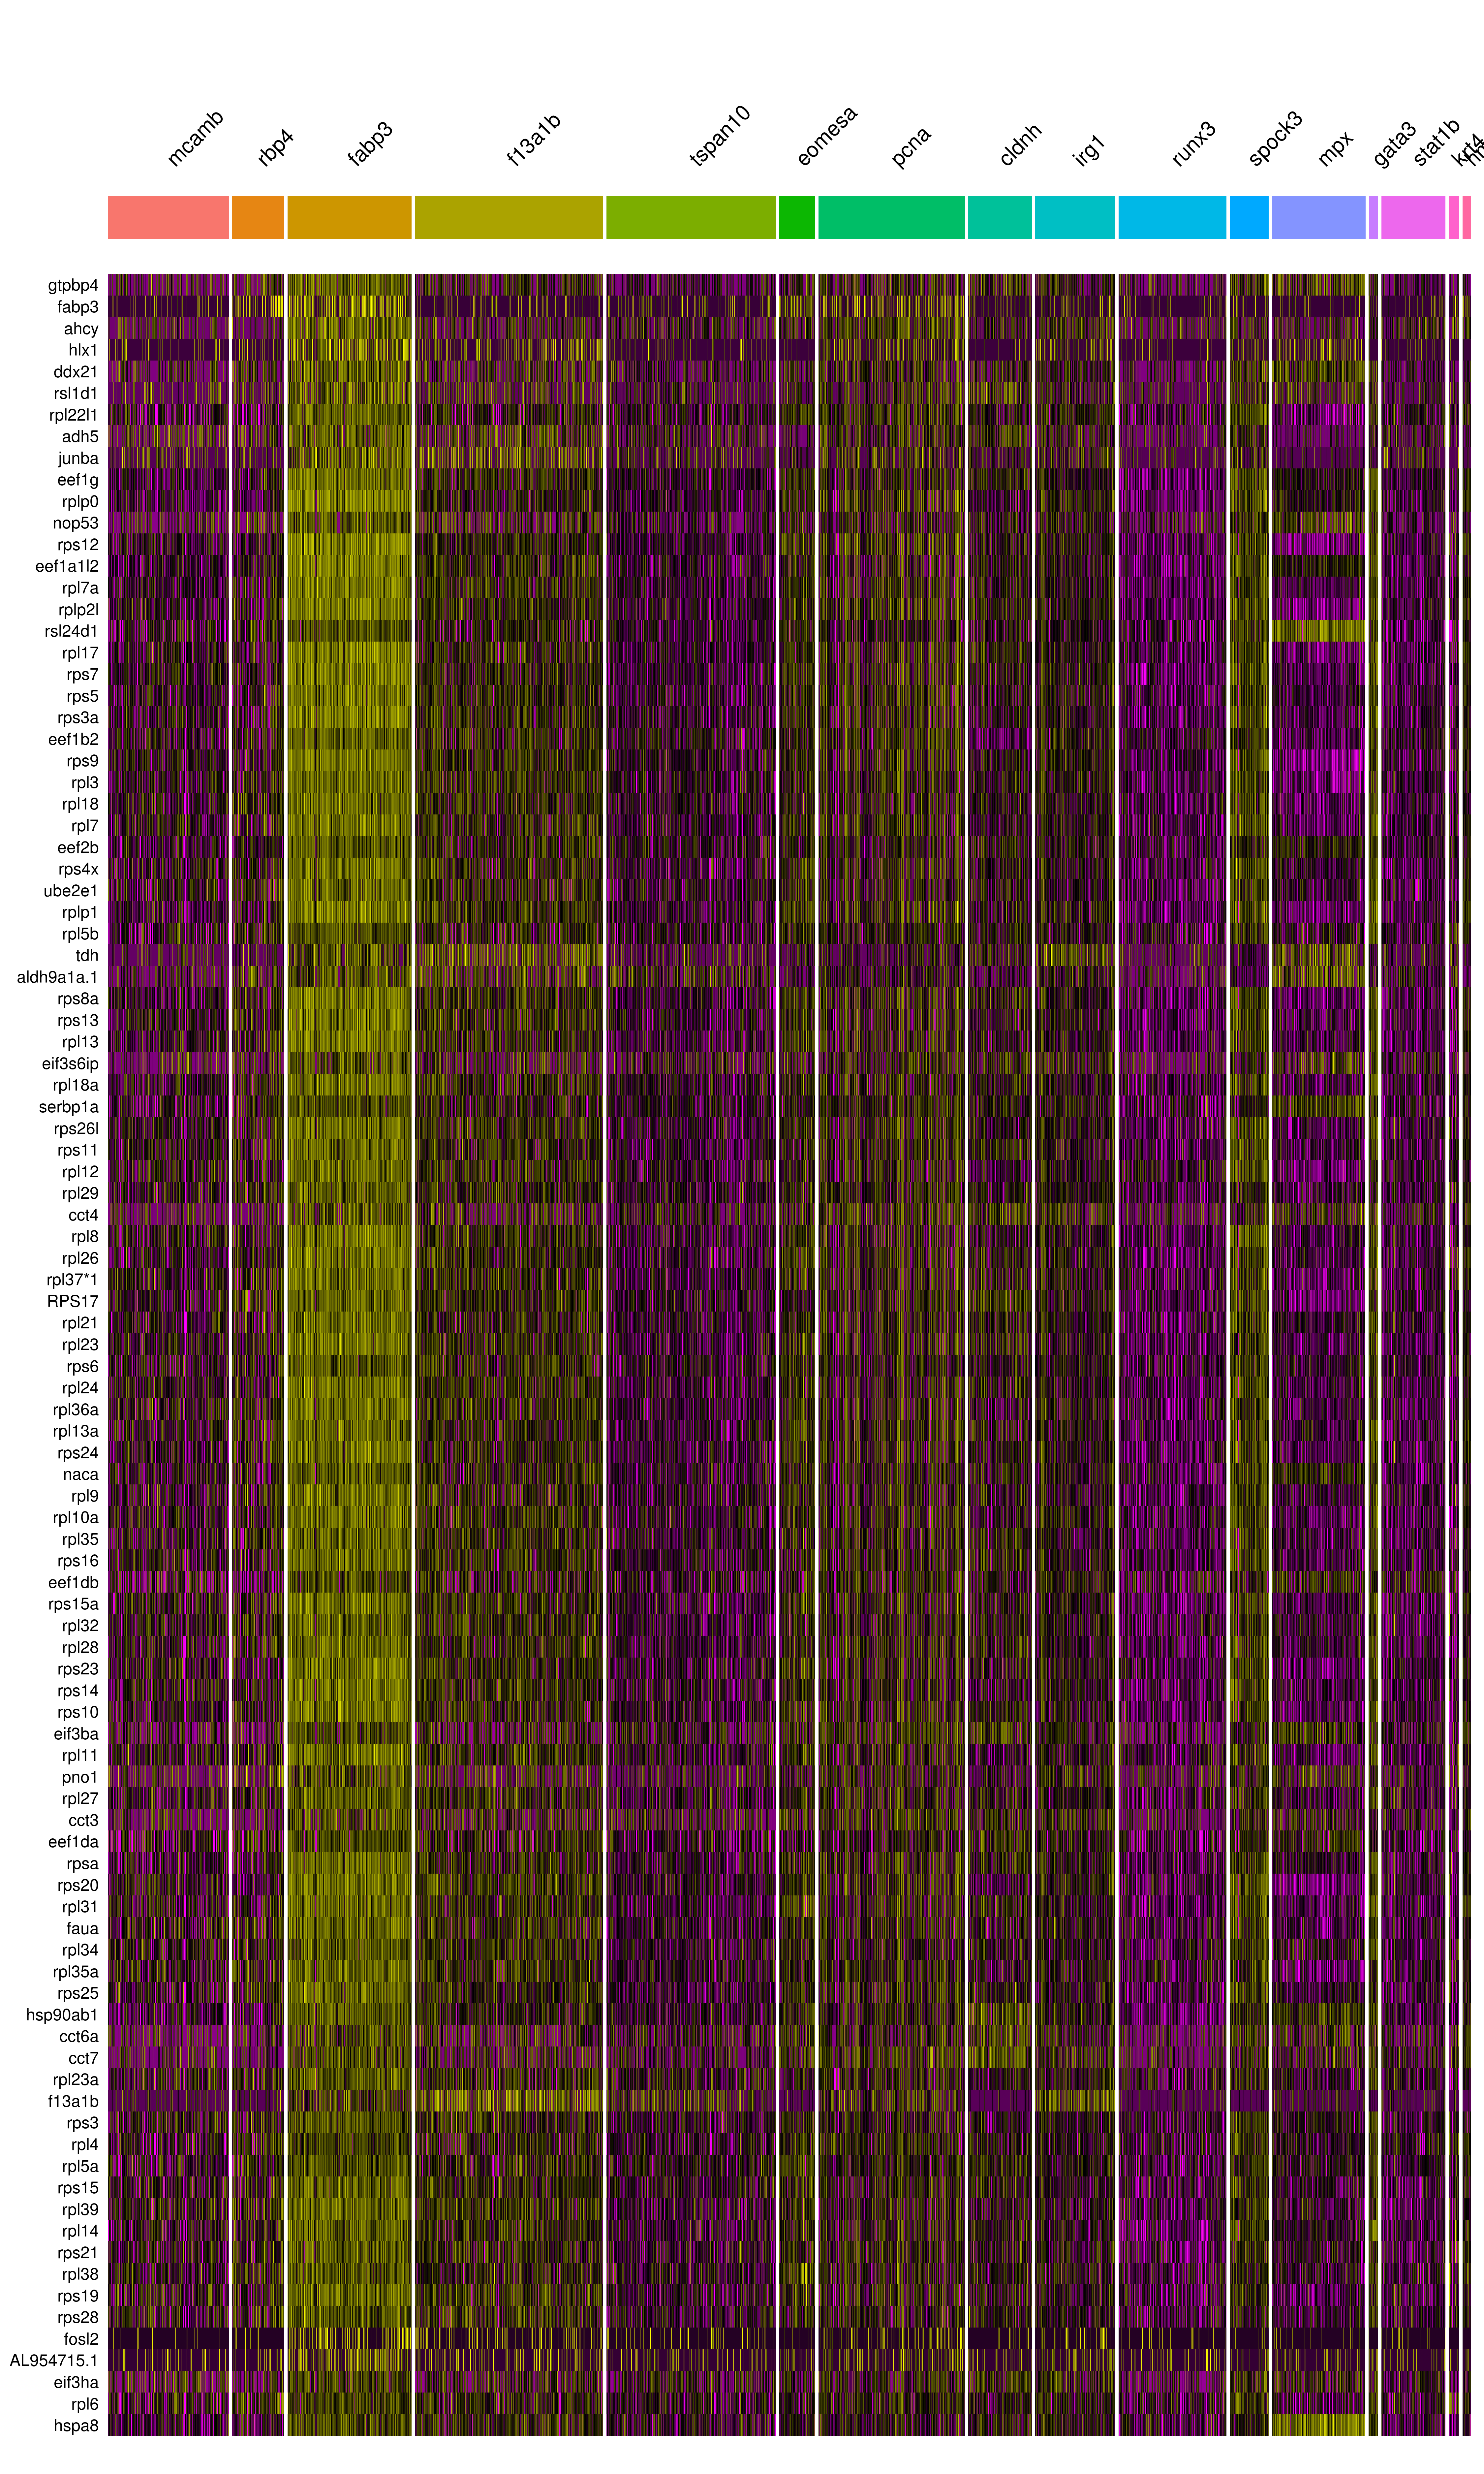 mcamb
rbp4
fabp3
f13a1b
tspan10
eomesa
pcna
cldnh
irg1
runx3
spock3
mpx
gata3
stat1b
krt4
gtpbp4
fabp3
ahcy
hlx1
ddx21
rsl1d1
rpl22l1
adh5
junba
eef1g
rplp0
nop53
rps12
eef1a1l2
rpl7a
rplp2l
rsl24d1
rpl17
rps7
rps5
rps3a
eef1b2
rps9
rpl3
rpl18
rpl7
eef2b
rps4x
ube2e1
rplp1
rpl5b
tdh
aldh9a1a.1
rps8a
rps13
rpl13
eif3s6ip
rpl18a
serbp1a
rps26l
rps11
rpl12
rpl29
cct4
rpl8
rpl26
rpl37*1
RPS17
rpl21
rpl23
rps6
rpl24
rpl36a
rpl13a
rps24
naca
rpl9
rpl10a
rpl35
rps16
eef1db
rps15a
rpl32
rpl28
rps23
rps14
rps10
eif3ba
rpl11
pno1
rpl27
cct3
eef1da
rpsa
rps20
rpl31
faua
rpl34
rpl35a
rps25
hsp90ab1
cct6a
cct7
rpl23a
f13a1b
rps3
rpl4
rpl5a
rps15
rpl39
rpl14
rps21
rpl38
rps19
rps28
fosl2
AL954715.1
eif3ha
rpl6
hspa8